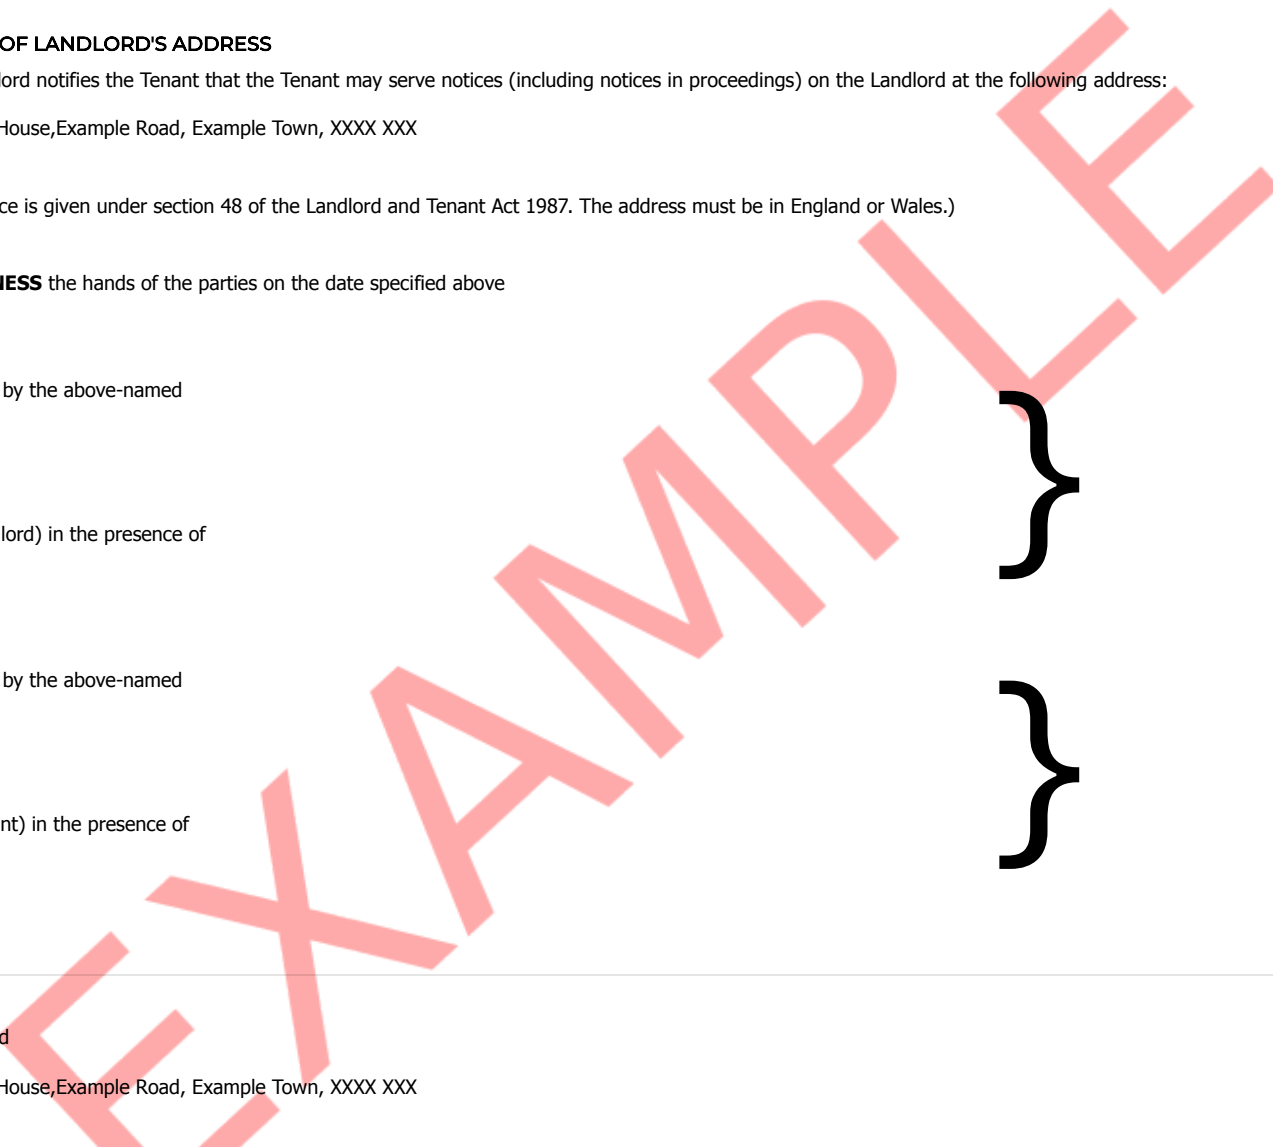 OF LANDLORD'S ADDRESS
lord notifies the Tenant that the Tenant may serve notices (including notices in proceedings) on the Landlord at the following address:
House,Example Road, Example Town, XXXX XXX
ce is given under section 48 of the Landlord and Tenant Act 1987. The address must be in England or Wales.)
NESS the hands of the parties on the date specified above
by the above-named
}
lord) in the presence of
by the above-named
}
nt) in the presence of
d
House,Example Road, Example Town, XXXX XXX
EXAMPLE